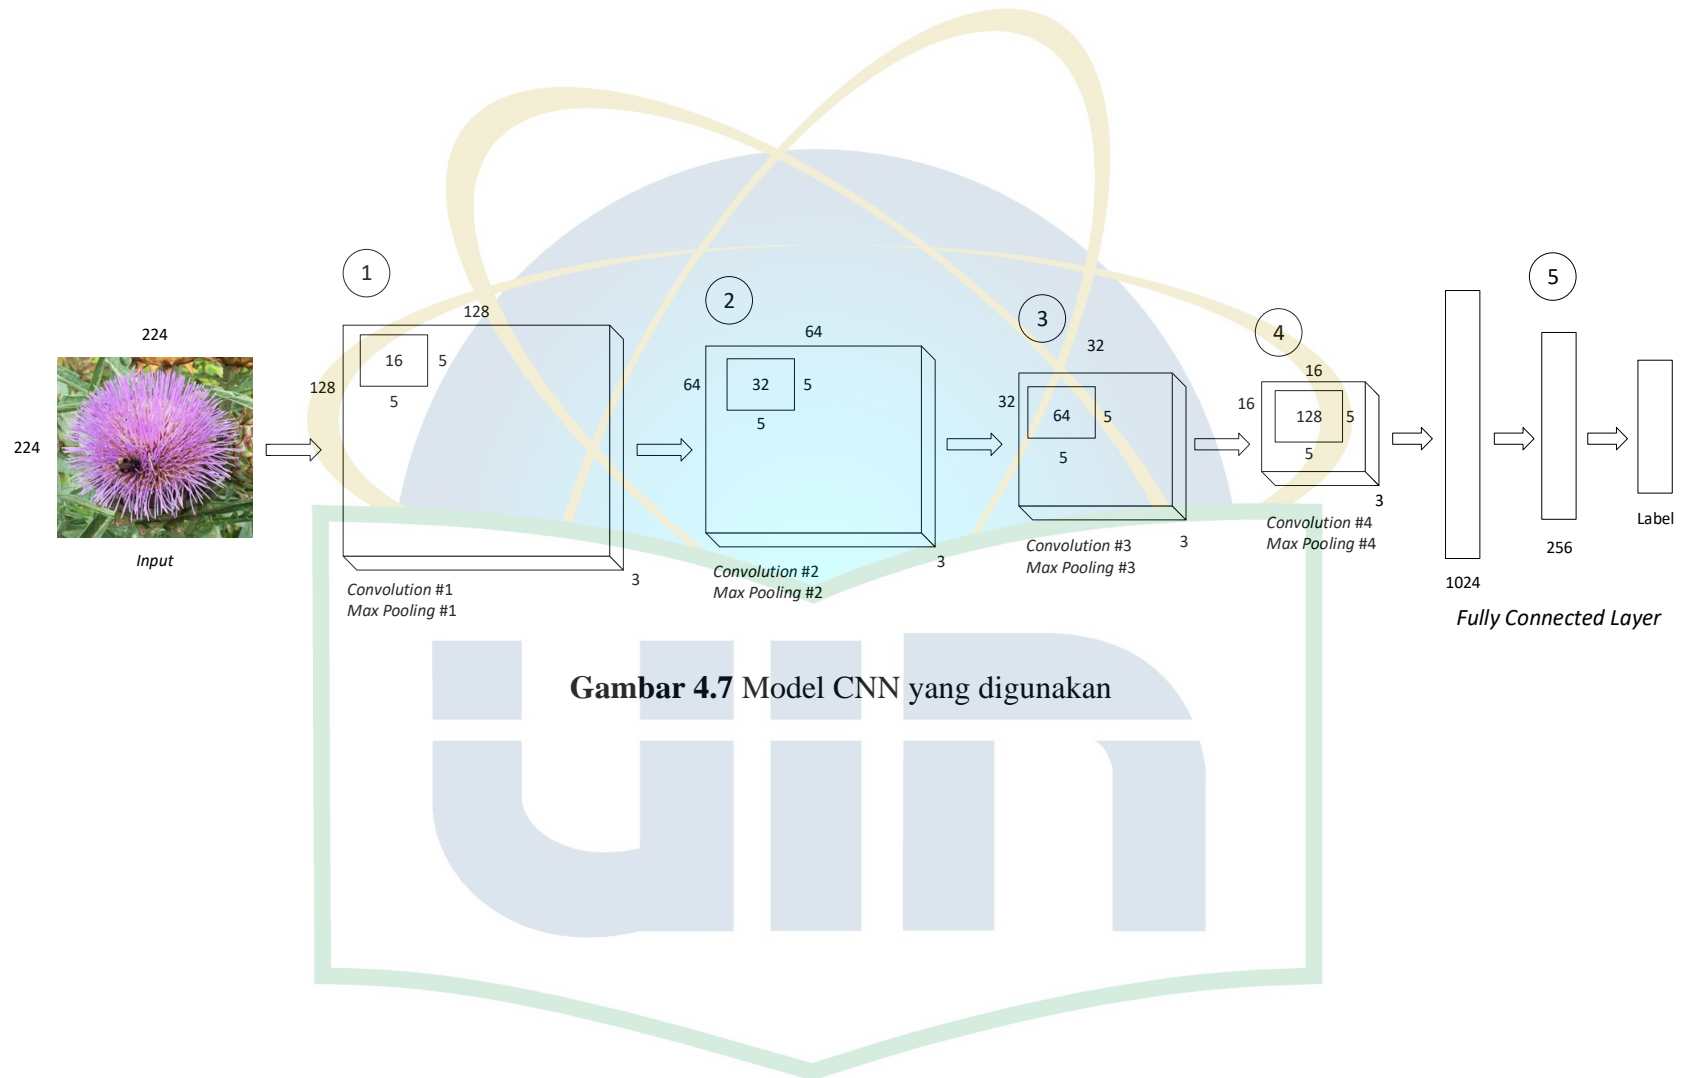 224
224
Input
1
128
128
16
5
5
3
Convolution #1
Max Pooling #1
2
64
64
32
5
5
3
Convolution #2
Max Pooling #2
3
32
32
64
5
5
3
Convolution #3
Max Pooling #3
4
16
16
128
5
5
3
Convolution #4
Max Pooling #4
5
1024
256
Label
Fully Connected Layer
Gambar 4.7 Model CNN yang digunakan
uin